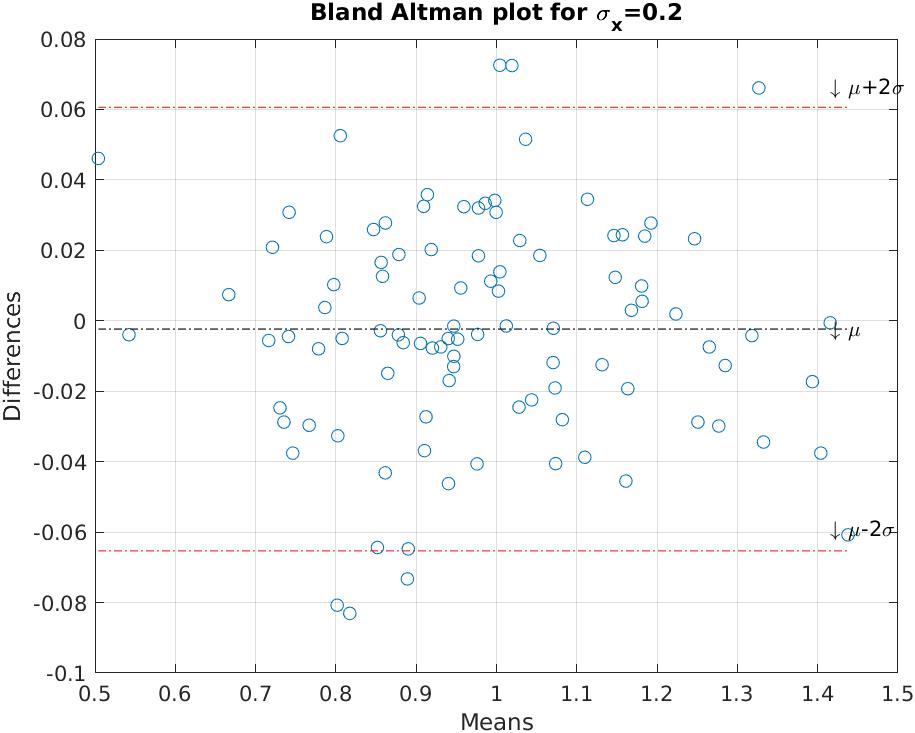 Bland Altman plot for σx=0.2
0.08
0.06
0.04
0.02
0
-0.02
-0.04
-0.06
-0.08
-0.1
Differences
↓ μ+2σ
↓ μ
↓ μ-2σ
0.5 0.6 0.7 0.8 0.9 1 1.1 1.2 1.3 1.4 1.5
Means